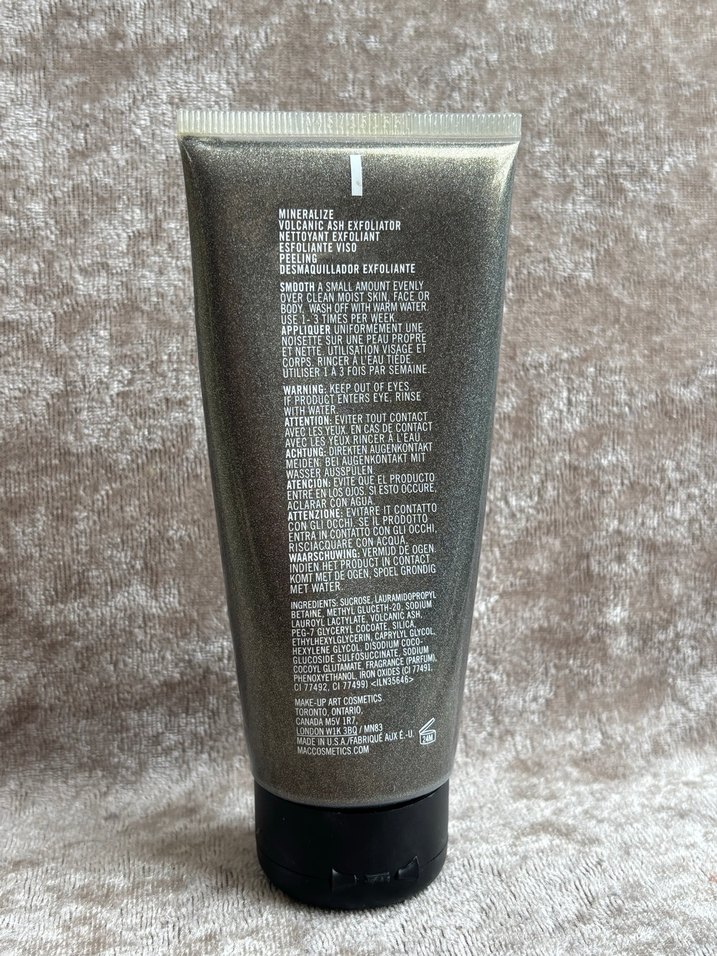 MINERALIZE
VOLCANIC ASH EXFOLIATOR
NETTOYANT EXFOLIANT
ESFOLIANTE VISO
PEELING
DESMAQUILLADOR EXFOLIANTE
SMOOTH A SMALL AMOUNT EVENLY
OVER CLEAN MOIST SKIN, FACE OR
BODY. WASH OFF WITH WARM WATER.
USE 1- 3 TIMES PER WEEK.
APPLIQUER UNIFORMEMENT UNE
NOISETTE SUR UNE PEAU PROPRE
ET NETTE. UTILISATION VISAGE ET
CORPS. RINCER À L'EAU TIEDE.
UTILISER 1 À 3 FOIS PAR SEMAINE.
WARNING: KEEP OUT OF EYES.
IF PRODUCT ENTERS EYE, RINSE
WITH WATER.
ATTENTION: EVITER TOUT CONTACT
AVEC LES YEUX. EN CAS DE CONTACT
AVEC LES YEUX RINCER À L'EAU.
ACHTUNG: DIREKTEN AUGENKONTAKT
MEIDEN. BEI AUGENKONTAKT MIT
WASSER AUSSPÜLEN.
ATENCIÓN: EVITE QUE EL PRODUCTO
ENTRE EN LOS OJOS. SI ESTO OCCURE,
ACLARAR CON AGUA.
ATTENZIONE: EVITARE IT CONTATTO
CON GLI OCCHI. SE IL PRODOTTO
ENTRA IN CONTATTO CON GLI OCCHI,
RISCIACQUARE CON ACQUA.
WAARSCHUWING: VERMIJD DE OGEN.
INDIEN HET PRODUCT IN CONTACT
KOMT MET DE OGEN, SPOEL GRONDIG
MET WATER.
INGREDIENTS: SUCROSE, LAURAMIDOPROPYL
BETAINE, METHYL GLUCETH-20, SODIUM
LAUROYL LACTYLATE, VOLCANIC ASH,
PEG-7 GLYCERYL COCOATE, SILICA,
ETHYLHEXYLGLYCERIN, CAPRYLYL GLYCOL,
HEXYLENE GLYCOL, DISODIUM COCO-
GLUCOSIDE SULFOSUCCINATE, SODIUM
COCOYL GLUTAMATE, FRAGRANCE (PARFUM),
PHENOXYETHANOL, IRON OXIDES (CI 77491,
CI 77492, CI 77499) <ILN35646>
MAKE-UP ART COSMETICS
TORONTO, ONTARIO,
CANADA M5V 1R7,
LONDON W1K 3BQ / MN83
MADE IN U.S.A./FABRIQUÉ AUX É.-U.
MACCOSMETICS.COM
24M